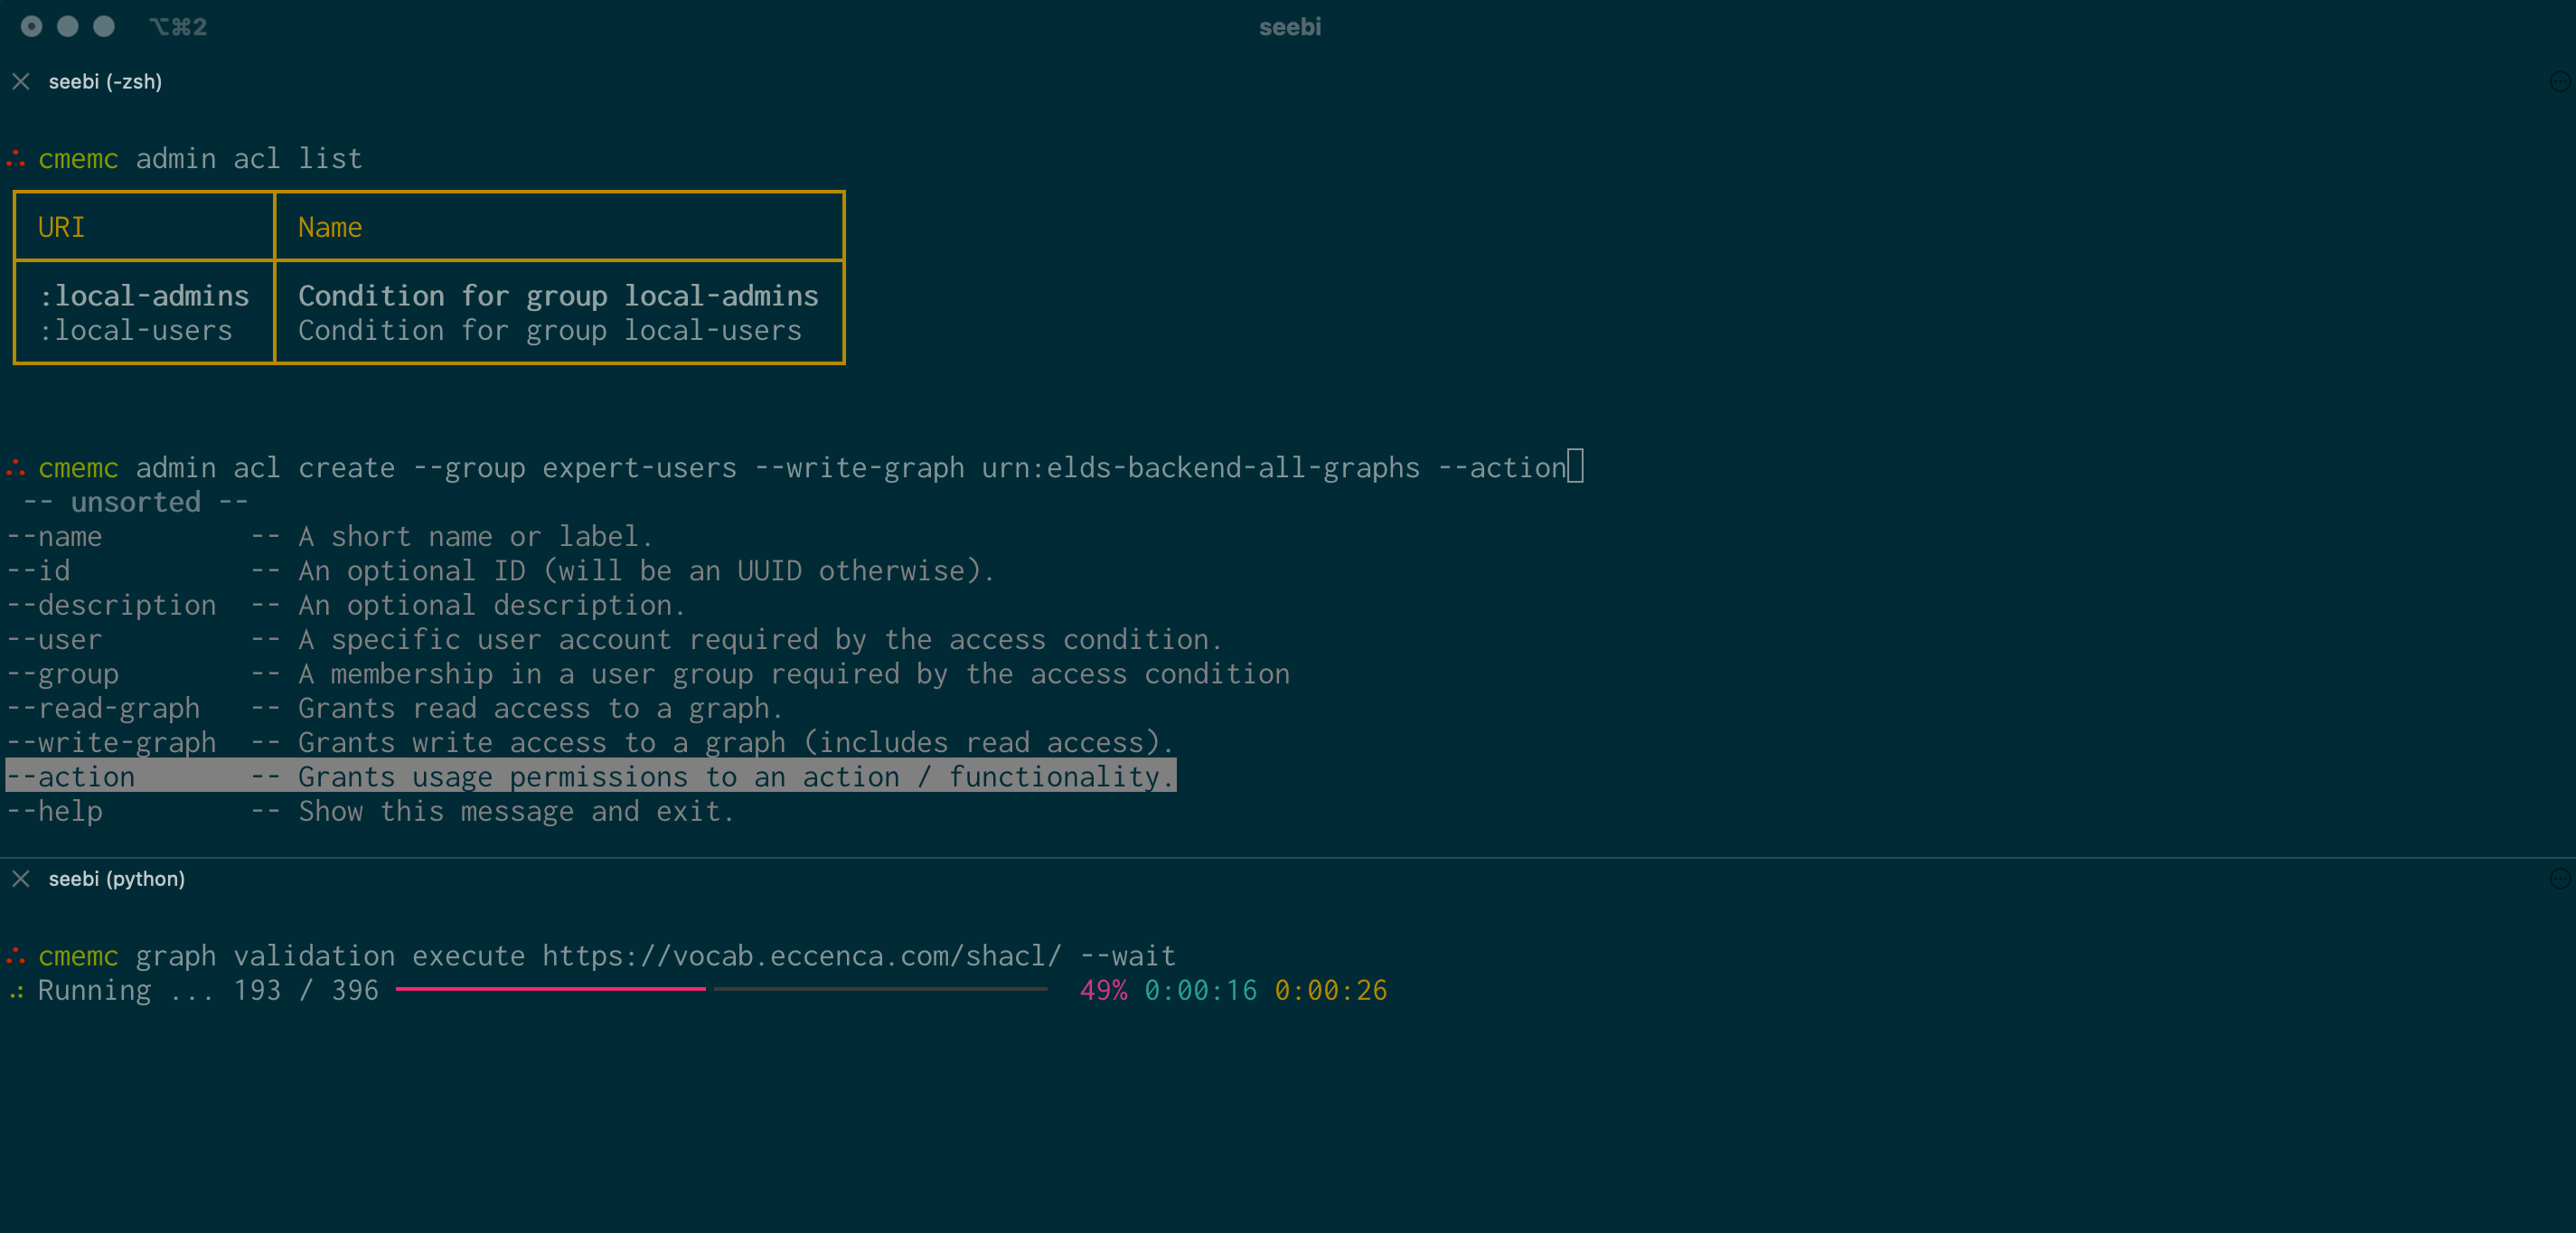 ⌥⌘2 seebi
seebi (-zsh)
∴ cmemc admin acl list
URI Name
:local-admins Condition for group local-admins
:local-users Condition for group local-users
∴ cmemc admin acl create --group expert-users --write-graph urn:elds-backend-all-graphs --action
-- unsorted --
--name -- A short name or label.
--id -- An optional ID (will be an UUID otherwise).
--description -- An optional description.
--user -- A specific user account required by the access condition.
--group -- A membership in a user group required by the access condition
--read-graph -- Grants read access to a graph.
--write-graph -- Grants write access to a graph (includes read access).
--action -- Grants usage permissions to an action / functionality.
--help -- Show this message and exit.
seebi (python)
∴ cmemc graph validation execute https://vocab.eccenca.com/shacl/ --wait
Running ... 193 / 396 49% 0:00:16 0:00:26